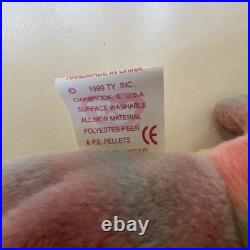 HANDMADE IN CHINA
© 1999 TY INC.,
OAKBROOK, IL U.S.A.
SURFACE WASHABLE
ALL NEW MATERIAL
POLYESTER FIBER
& P.E. PELLETS
CE